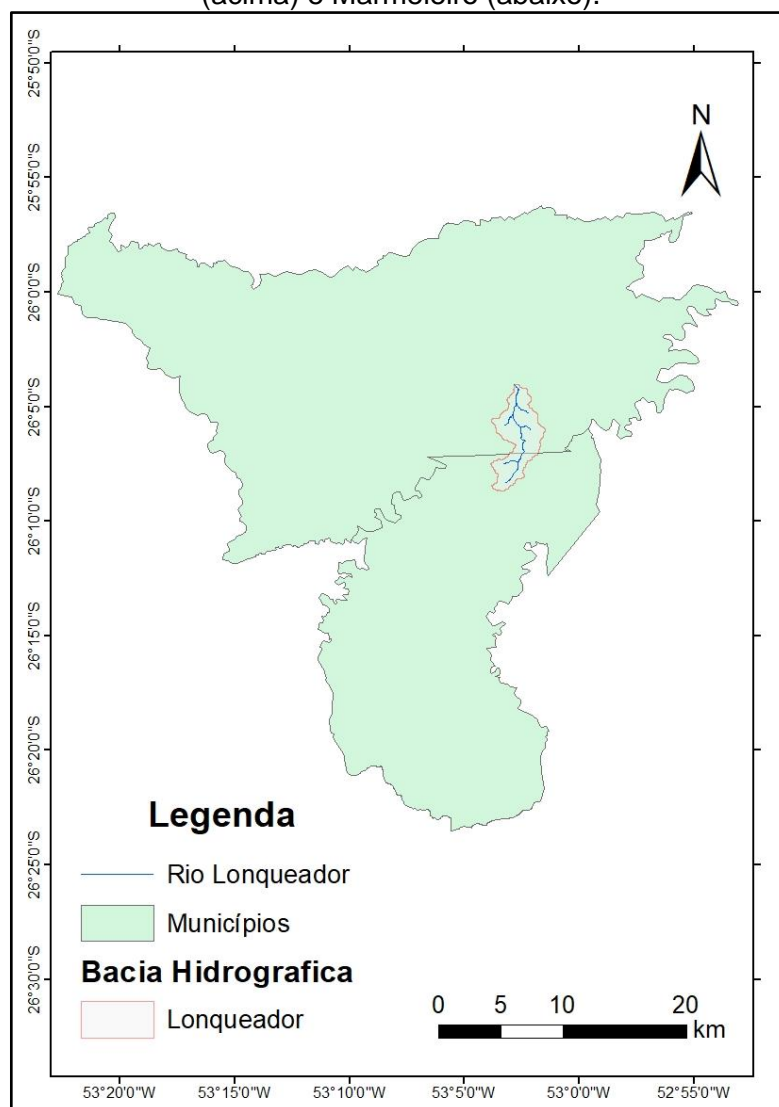 (acima) e Marmeleiro (abaixo).
N
25°50'0"S
25°55'0"S
26°0'0"S
26°5'0"S
26°10'0"S
26°15'0"S
26°20'0"S
26°25'0"S
26°30'0"S
Legenda
Rio Lonqueador
Municípios
Bacia Hidrografica
Lonqueador
0 5 10 20
km
53°20'0"W 53°15'0"W 53°10'0"W 53°5'0"W 53°0'0"W 52°55'0"W